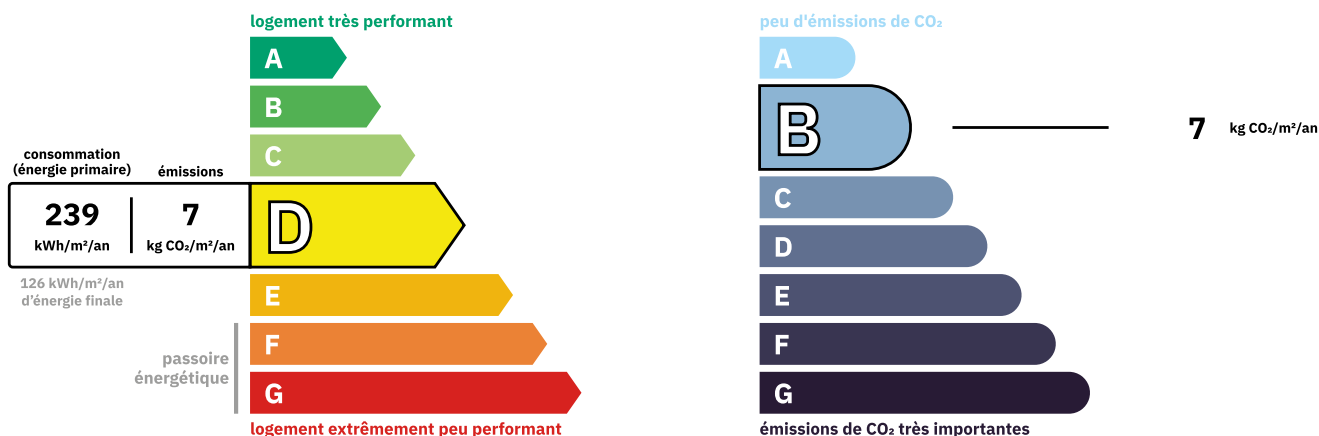 logement très performant
A
B
C
consommation
(énergie primaire)
émissions
239
kWh/m²/an
7
kg CO₂/m²/an
D
126 kWh/m²/an
d'énergie finale
E
passoire
énergétique
F
G
logement extrêmement peu performant
peu d'émissions de CO₂
A
B
7 kg CO₂/m²/an
C
D
E
F
G
émissions de CO₂ très importantes